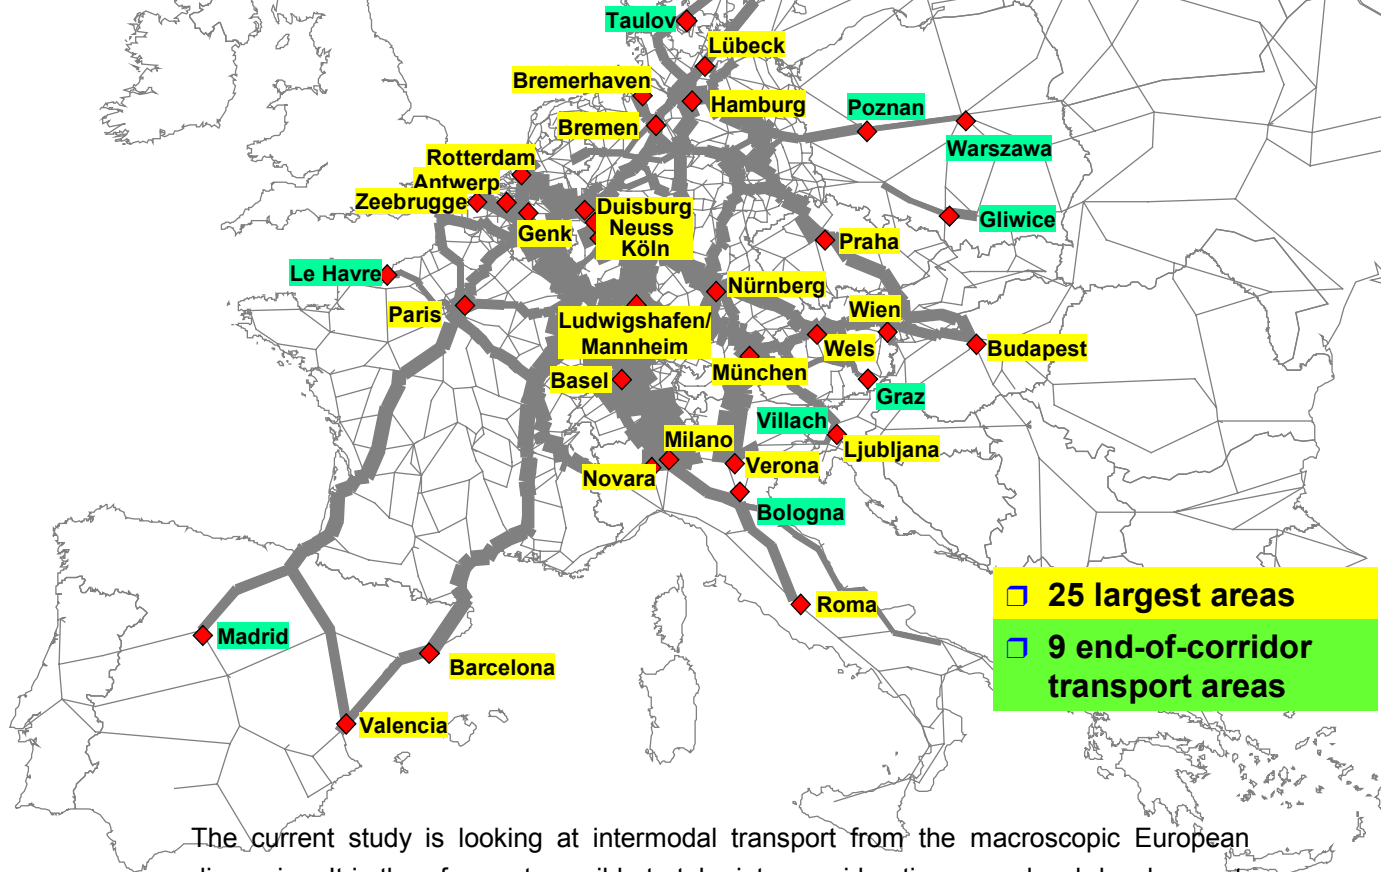 Taulov
Lübeck
Bremerhaven
Hamburg
Poznan
Bremen
Warszawa
Rotterdam
Antwerp
Zeebrugge
Duisburg
Neuss
Köln
Genk
Gliwice
Praha
Le Havre
Nürnberg
Paris
Wien
Ludwigshafen/
Mannheim
Wels
Budapest
München
Basel
Graz
Villach
Milano
Ljubljana
Verona
Novara
Bologna
Roma
Madrid
Barcelona
Valencia
❐ 25 largest areas
❐ 9 end-of-corridor
transport areas
The current study is looking at intermodal transport from the macroscopic European